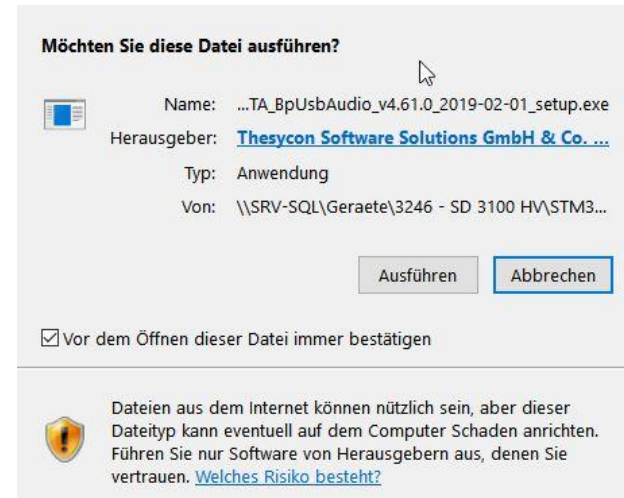 Möchten Sie diese Datei ausführen?
Name: ...TA_BpUsbAudio_v4.61.0_2019-02-01_setup.exe
Herausgeber: Thesycon Software Solutions GmbH & Co. ...
Typ: Anwendung
Von: \\SRV-SQL\Geraete\3246 - SD 3100 HV\STM3...
Ausführen Abbrechen
Vor dem Öffnen dieser Datei immer bestätigen
Dateien aus dem Internet können nützlich sein, aber dieser
Dateityp kann eventuell auf dem Computer Schaden anrichten.
Führen Sie nur Software von Herausgebern aus, denen Sie
vertrauen. Welches Risiko besteht?